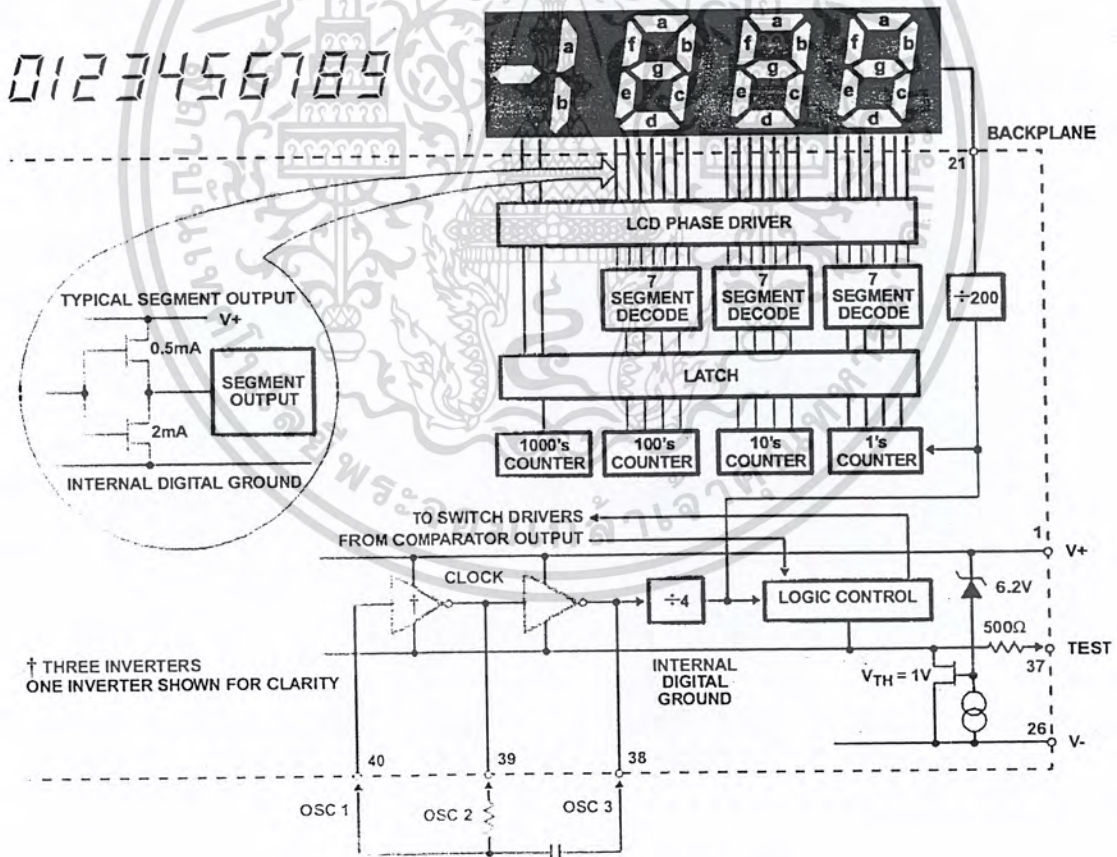 0123456789
a
b
a
f b
g
e c
d
a
f b
g
e c
d
a
f b
g
e c
d
BACKPLANE
21
LCD PHASE DRIVER
TYPICAL SEGMENT OUTPUT
V+
0.5mA
SEGMENT
OUTPUT
2mA
INTERNAL DIGITAL GROUND
7
SEGMENT
DECODE
7
SEGMENT
DECODE
7
SEGMENT
DECODE
÷200
LATCH
1000's
COUNTER
100's
COUNTER
10's
COUNTER
1's
COUNTER
TO SWITCH DRIVERS
FROM COMPARATOR OUTPUT
1
V+
CLOCK
†
÷4
LOGIC CONTROL
6.2V
500Ω
TEST
37
† THREE INVERTERS
ONE INVERTER SHOWN FOR CLARITY
INTERNAL
DIGITAL
GROUND
VTH = 1V
26
V-
40
39
38
OSC 1
OSC 2
OSC 3